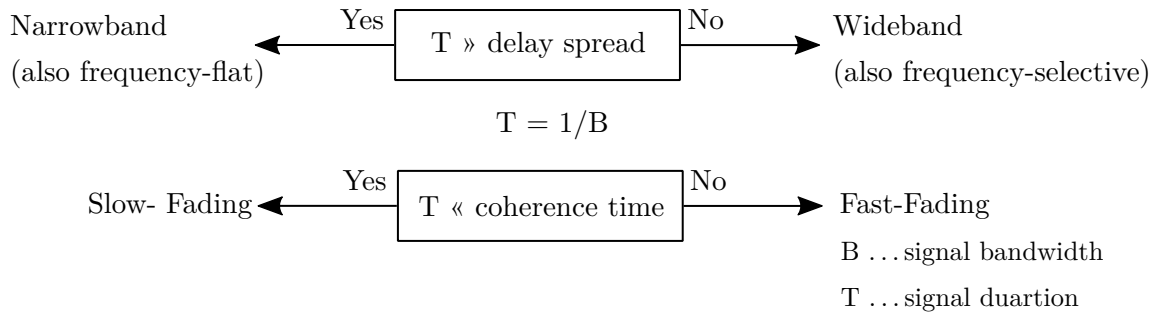 Narrowband
(also frequency-flat)
Yes
T » delay spread
No
Wideband
(also frequency-selective)
T = 1/B
Slow- Fading
Yes
T « coherence time
No
Fast-Fading
B ... signal bandwidth
T ... signal duartion